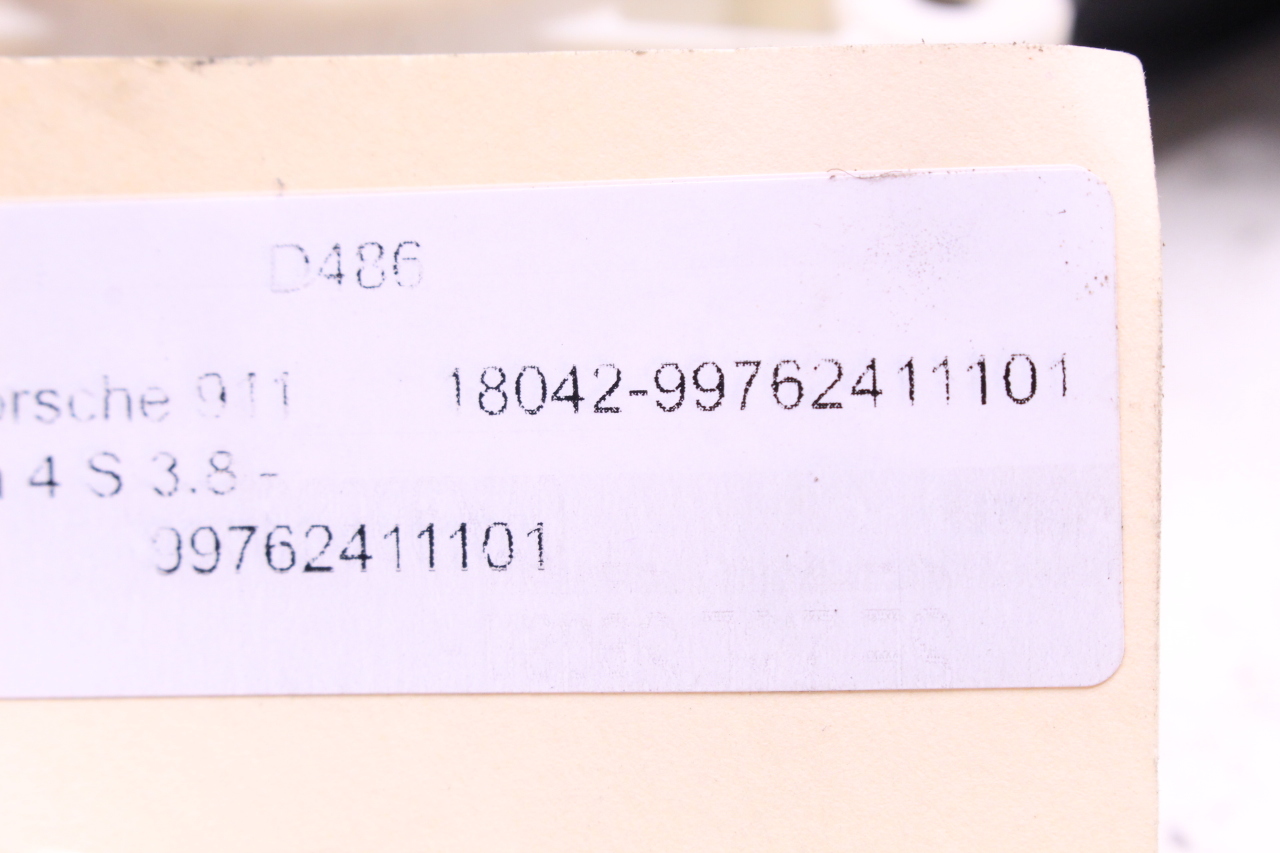 D486
orsche 911 18042-99762411101
4 S 3.8 -
99762411101